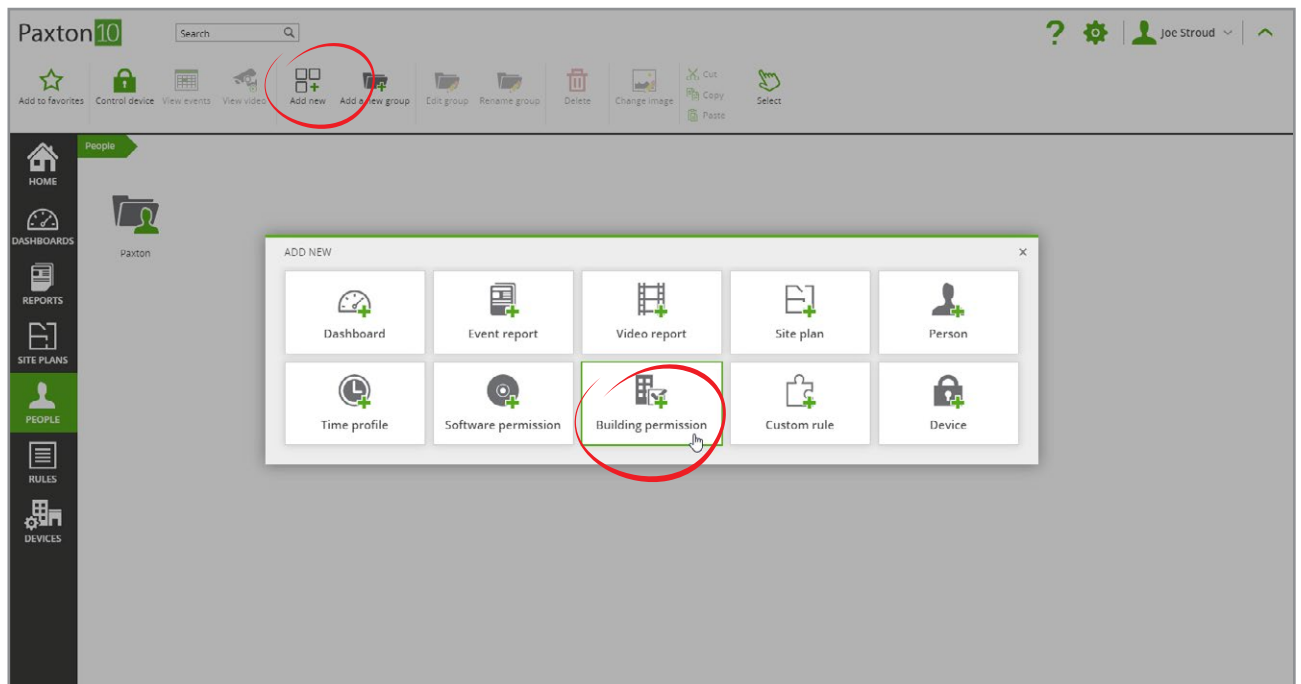 Paxton10
Search
Joe Stroud
Add to favorites
Control device
View events
View video
Add new
Add a new group
Edit group
Rename group
Delete
Change image
Cut
Copy
Paste
Select
HOME
DASHBOARDS
REPORTS
SITE PLANS
PEOPLE
RULES
DEVICES
People
Paxton
ADD NEW
Dashboard
Event report
Video report
Site plan
Person
Time profile
Software permission
Building permission
Custom rule
Device